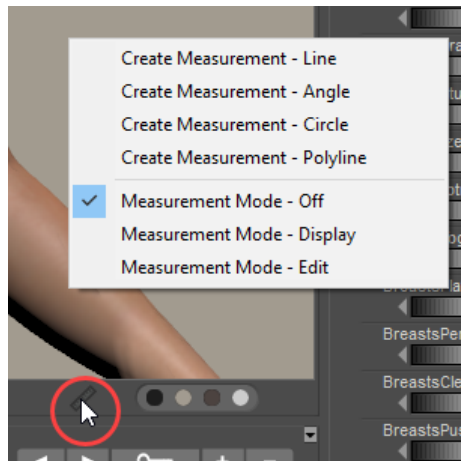 Create Measurement - Line
Create Measurement - Angle
Create Measurement - Circle
Create Measurement - Polyline
Measurement Mode - Off
Measurement Mode - Display
Measurement Mode - Edit
BreastsPer
BreastsCle
BreastsPus